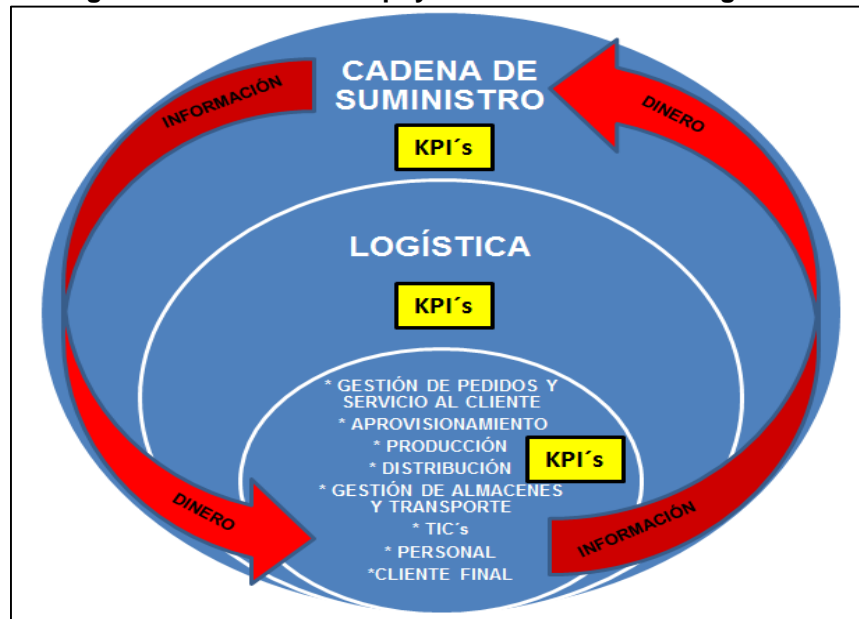 CADENA DE
SUMINISTRO
INFORMACIÓN
DINERO
KPI´s
LOGÍSTICA
KPI´s
* GESTIÓN DE PEDIDOS Y
SERVICIO AL CLIENTE
* APROVISIONAMIENTO
* PRODUCCIÓN
* DISTRIBUCIÓN
KPI´s
* GESTIÓN DE ALMACENES
Y TRANSPORTE
* TIC´s
* PERSONAL
*CLIENTE FINAL
DINERO
INFORMACIÓN